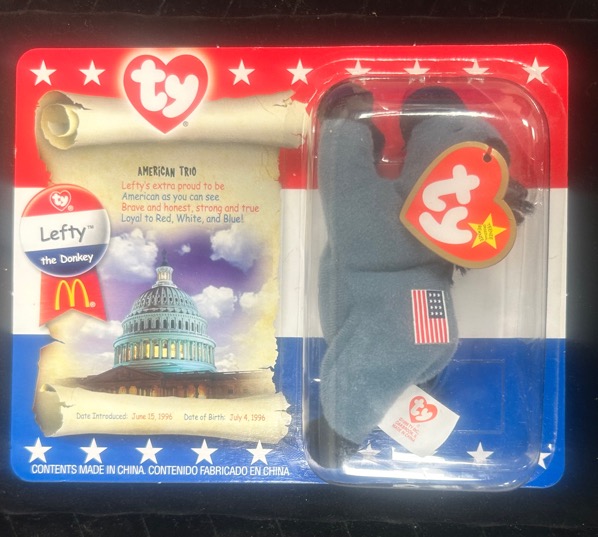 ty
AMERICAN TRIO
Lefty's extra proud to be
American as you can see
Brave and honest, strong and true
Loyal to Red, White, and Blue!
ty
Lefty™
the Donkey
M
Date Introduced: June 15, 1996 Date of Birth: July 4, 1996
CONTENTS MADE IN CHINA. CONTENIDO FABRICADO EN CHINA
ty
ty